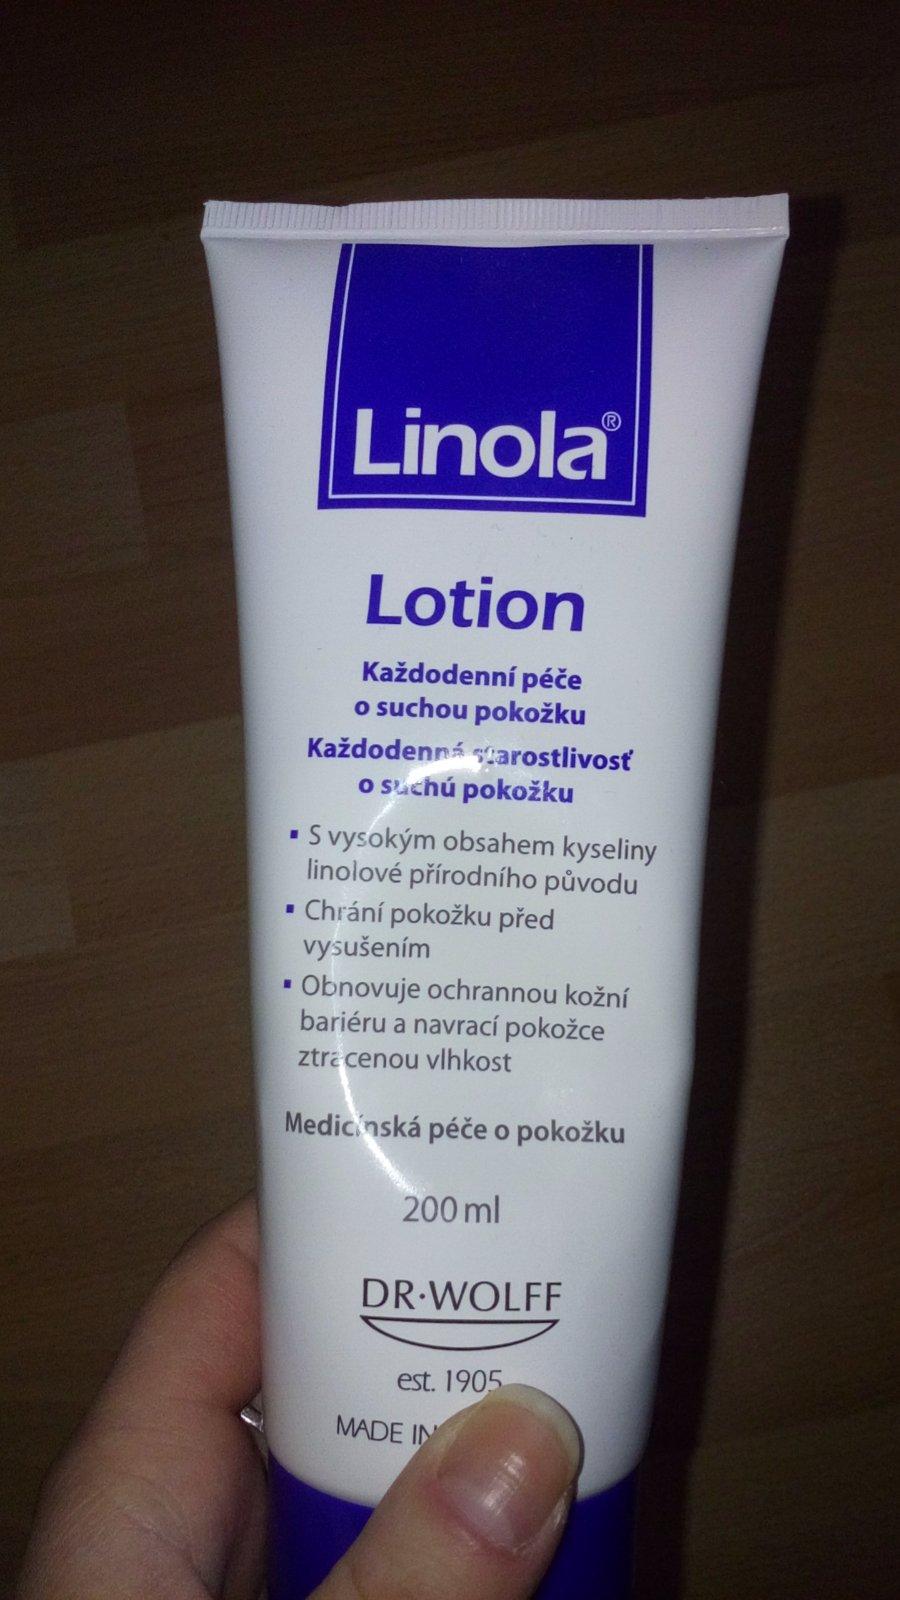 Linola®
Lotion
Každodenní péče
o suchou pokožku
Každodenná starostlivosť
o suchú pokožku
▪ S vysokým obsahem kyseliny
linolové přírodního původu
▪ Chrání pokožku před
vysušením
▪ Obnovuje ochrannou kožní
bariéru a navrací pokožce
ztracenou vlhkost
Medicínská péče o pokožku
200 ml
DR·WOLFF
est. 1905
MADE IN